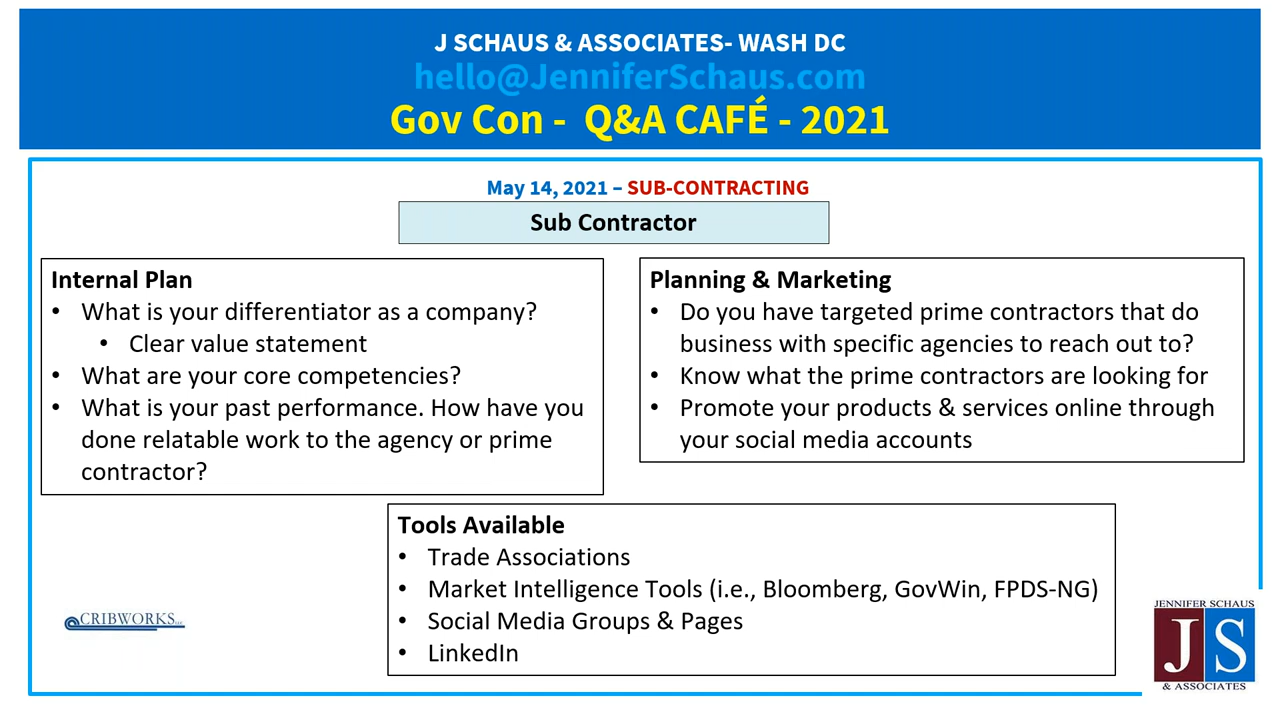 J SCHAUS & ASSOCIATES- WASH DC
hello@JenniferSchaus.com
Gov Con - Q&A CAFÉ - 2021
May 14, 2021 – SUB-CONTRACTING
Sub Contractor
Internal Plan
• What is your differentiator as a company?
• Clear value statement
• What are your core competencies?
• What is your past performance. How have you
done relatable work to the agency or prime
contractor?
Planning & Marketing
• Do you have targeted prime contractors that do
business with specific agencies to reach out to?
• Know what the prime contractors are looking for
• Promote your products & services online through
your social media accounts
Tools Available
• Trade Associations
• Market Intelligence Tools (i.e., Bloomberg, GovWin, FPDS-NG)
• Social Media Groups & Pages
• LinkedIn
CRIBWORKS
JENNIFER SCHAUS
J S
& ASSOCIATES